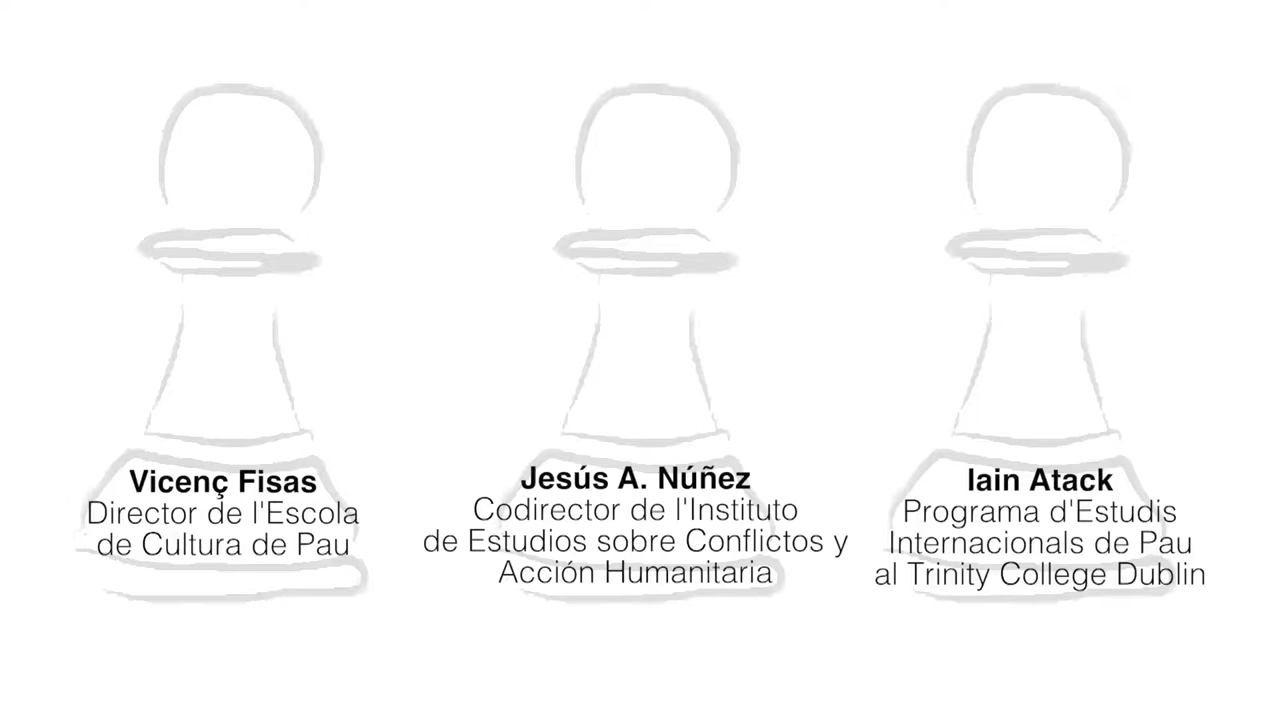 Vicenç Fisas
Director de l'Escola
de Cultura de Pau
Jesús A. Núñez
Codirector de l'Instituto
de Estudios sobre Conflictos y
Acción Humanitaria
Iain Atack
Programa d'Estudis
Internacionals de Pau
al Trinity College Dublin